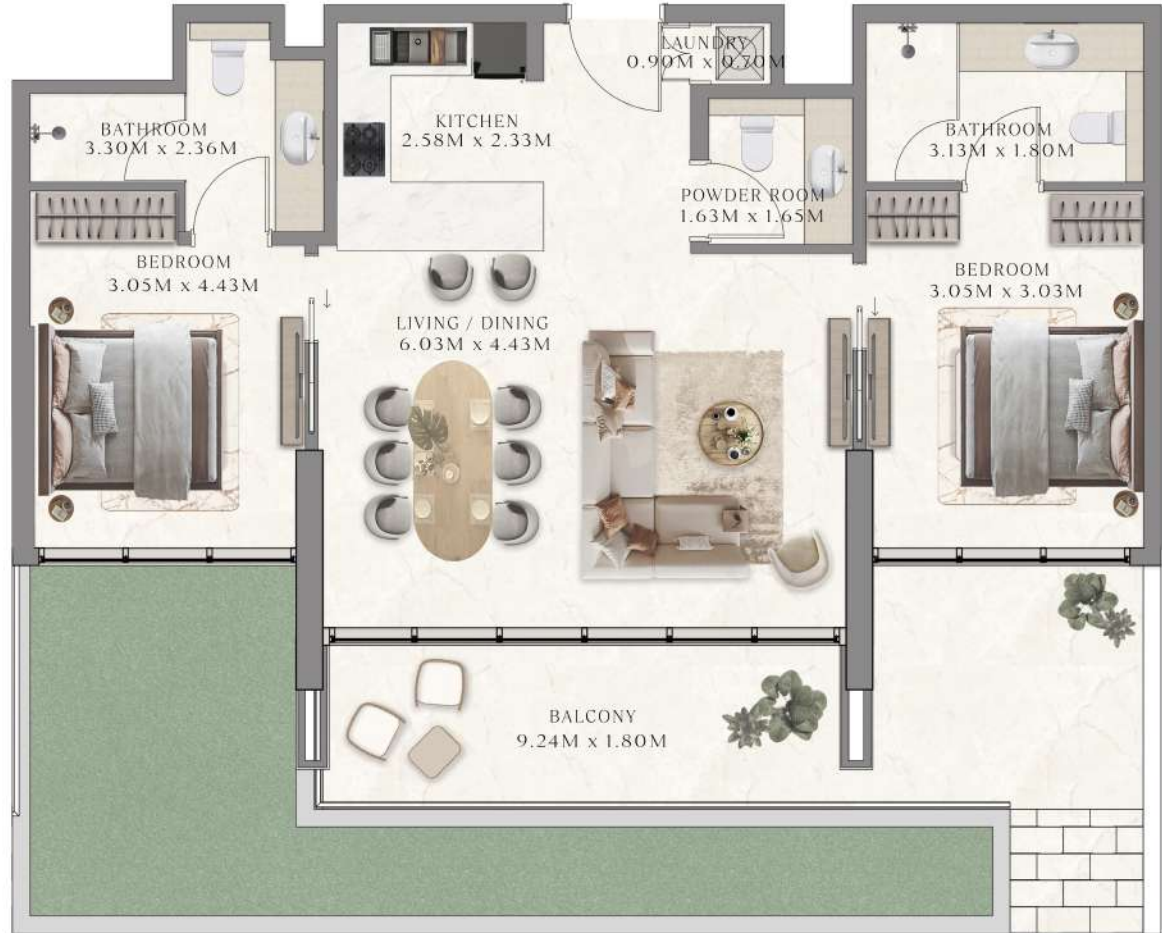 LAUNDRY
0.90M x 0.70M
KITCHEN
2.58M x 2.33M
BATHROOM
3.30M x 2.36M
BATHROOM
3.13M x 1.80M
POWDER ROOM
1.63M x 1.65M
BEDROOM
3.05M x 4.43M
BEDROOM
3.05M x 3.03M
LIVING / DINING
6.03M x 4.43M
BALCONY
9.24M x 1.80M